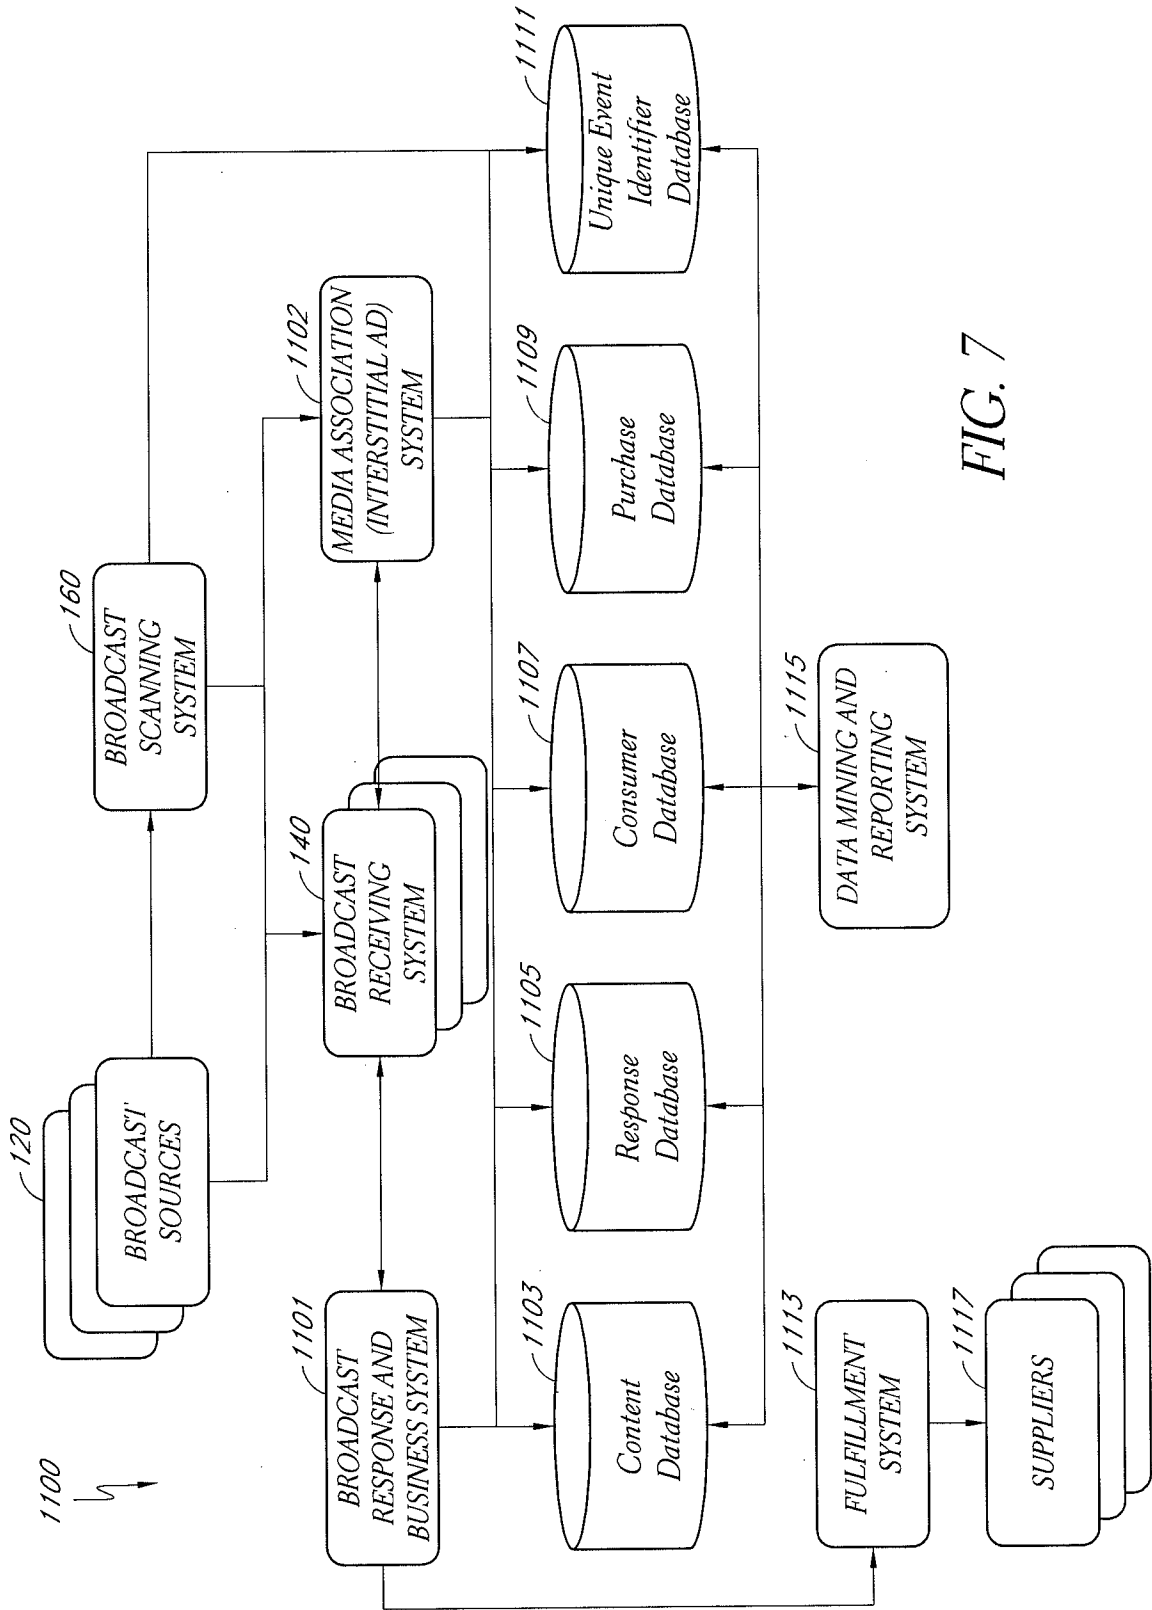 1100
120
BROADCAST
SOURCES
160
BROADCAST
SCANNING
SYSTEM
1101
BROADCAST
RESPONSE AND
BUSINESS SYSTEM
140
BROADCAST
RECEIVING
SYSTEM
1102
MEDIA ASSOCIATION
(INTERSTITIAL AD)
SYSTEM
1103
Content
Database
1105
Response
Database
1107
Consumer
Database
1109
Purchase
Database
1111
Unique Event
Identifier
Database
1113
FULFILLMENT
SYSTEM
1115
DATA MINING AND
REPORTING
SYSTEM
1117
SUPPLIERS
FIG. 7